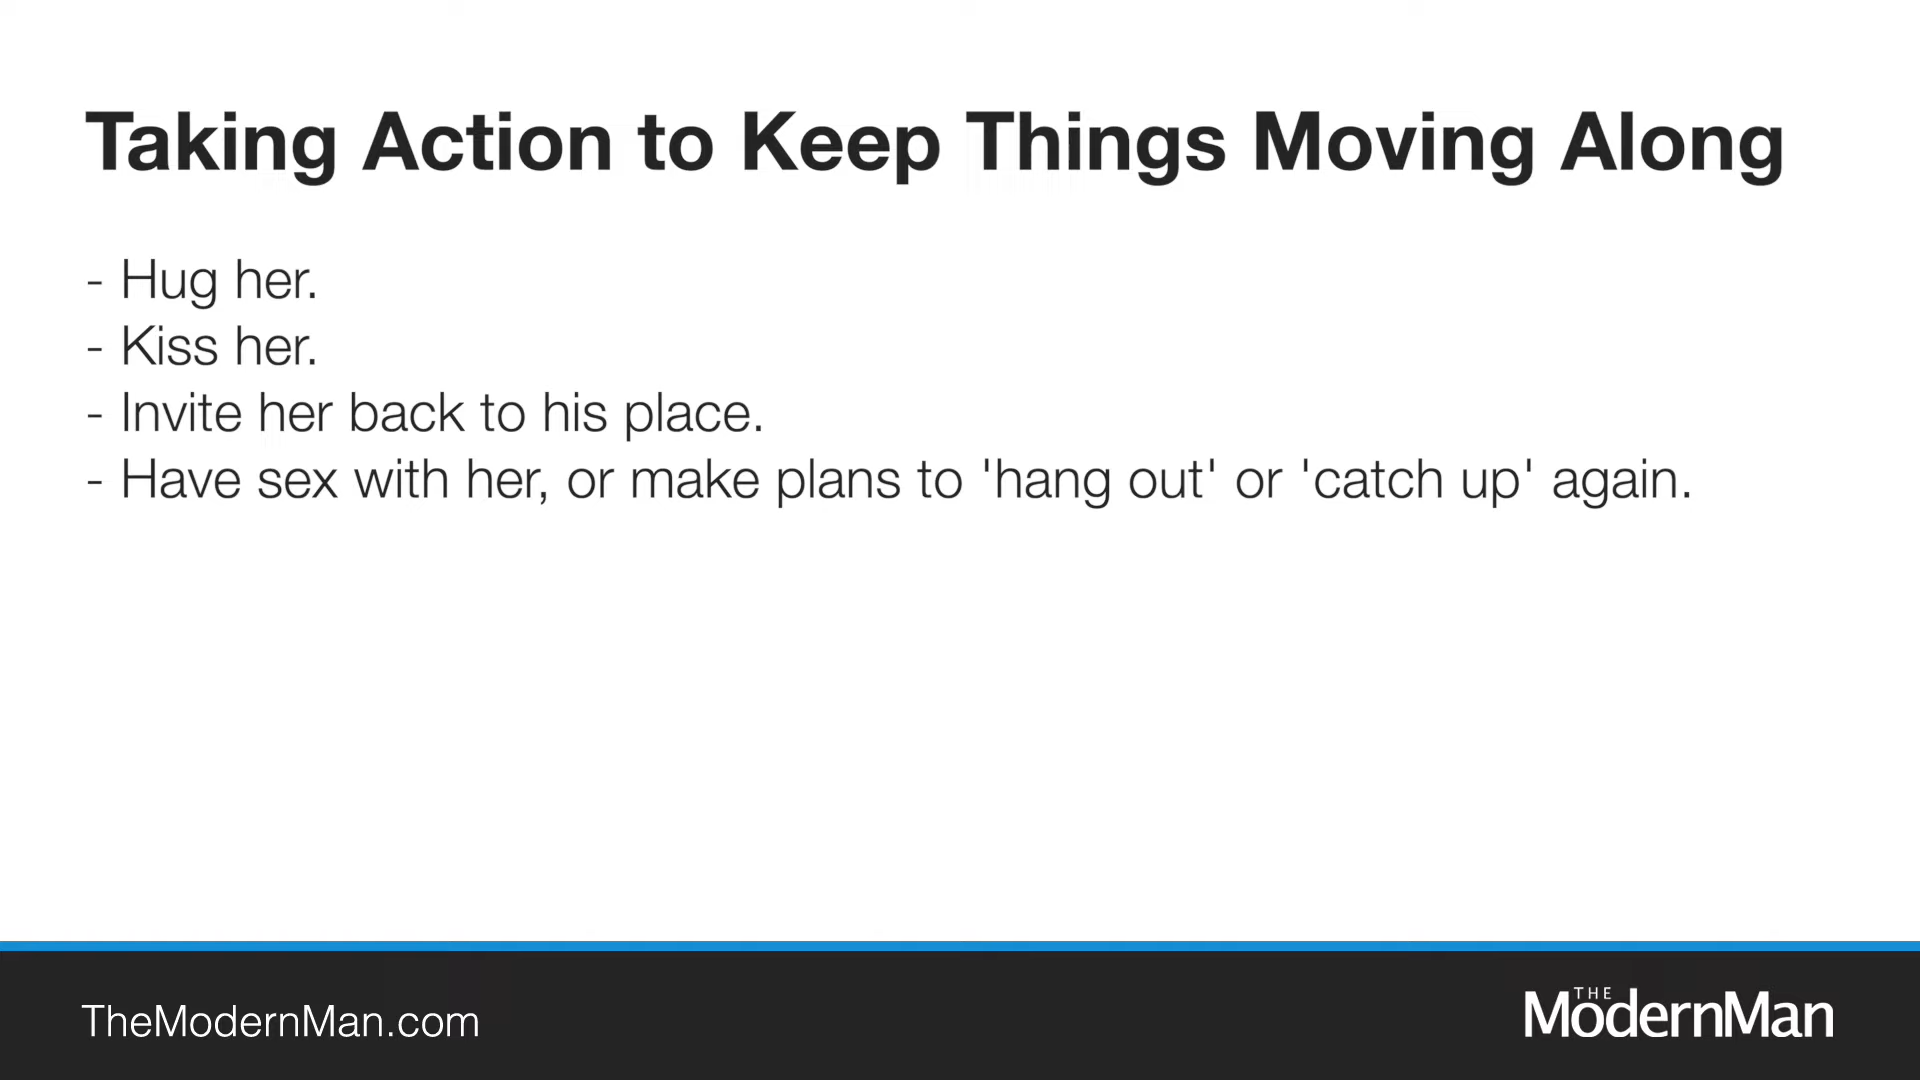 Taking Action to Keep Things Moving Along
- Hug her.
- Kiss her.
- Invite her back to his place.
- Have sex with her, or make plans to 'hang out' or 'catch up' again.
TheModernMan.com
THE
ModernMan